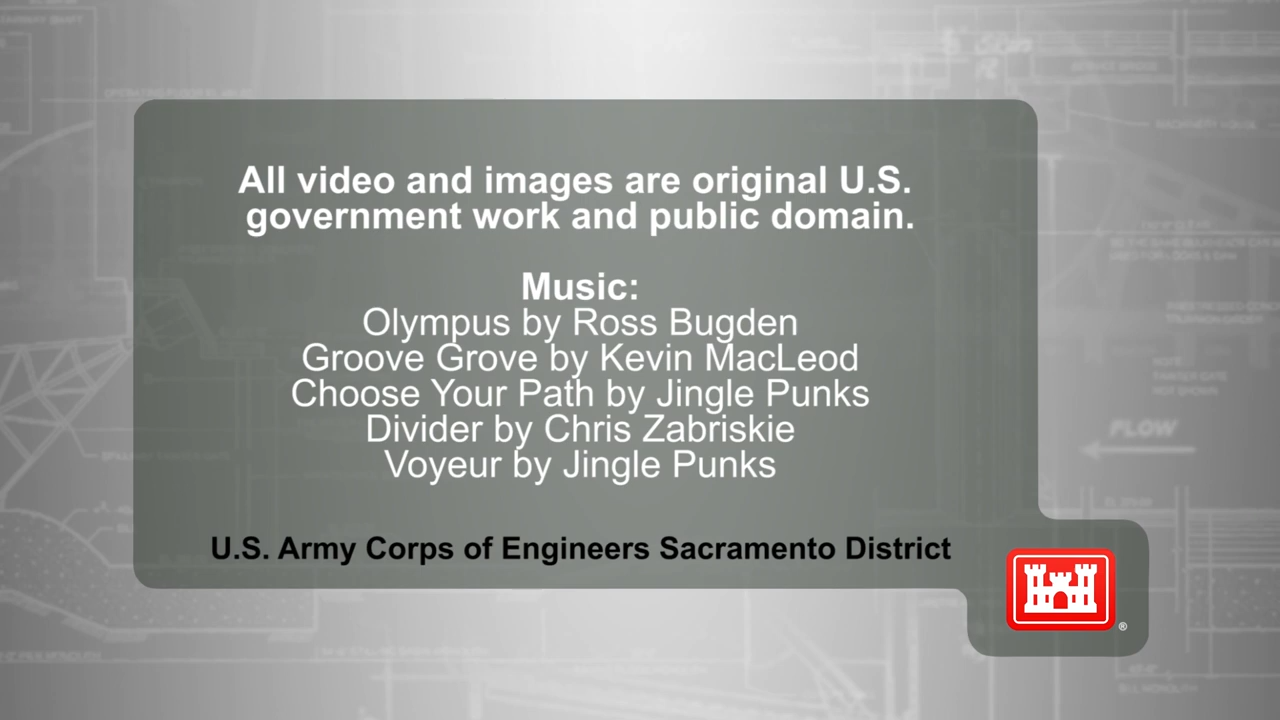 All video and images are original U.S.
government work and public domain.
Music:
Olympus by Ross Bugden
Groove Grove by Kevin MacLeod
Choose Your Path by Jingle Punks
Divider by Chris Zabriskie
Voyeur by Jingle Punks
U.S. Army Corps of Engineers Sacramento District
®
FLOW